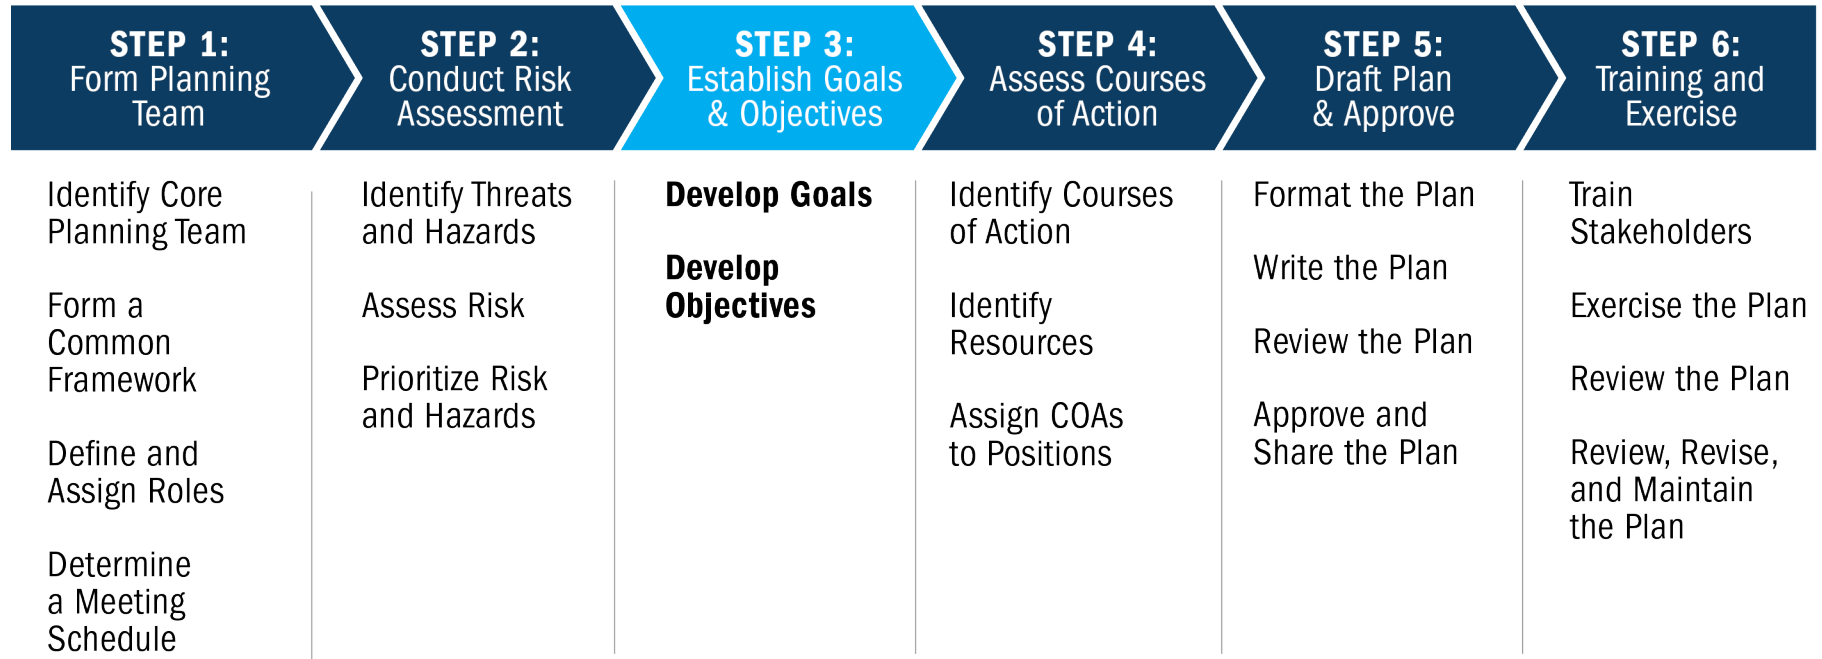 STEP 1:
Form Planning
Team
STEP 2:
Conduct Risk
Assessment
STEP 3:
Establish Goals
& Objectives
STEP 4:
Assess Courses
of Action
STEP 5:
Draft Plan
& Approve
STEP 6:
Training and
Exercise
Identify Core
Planning Team
Form a
Common
Framework
Define and
Assign Roles
Determine
a Meeting
Schedule
Identify Threats
and Hazards
Assess Risk
Prioritize Risk
and Hazards
Develop Goals
Develop
Objectives
Identify Courses
of Action
Identify
Resources
Assign COAs
to Positions
Format the Plan
Write the Plan
Review the Plan
Approve and
Share the Plan
Train
Stakeholders
Exercise the Plan
Review the Plan
Review, Revise,
and Maintain
the Plan